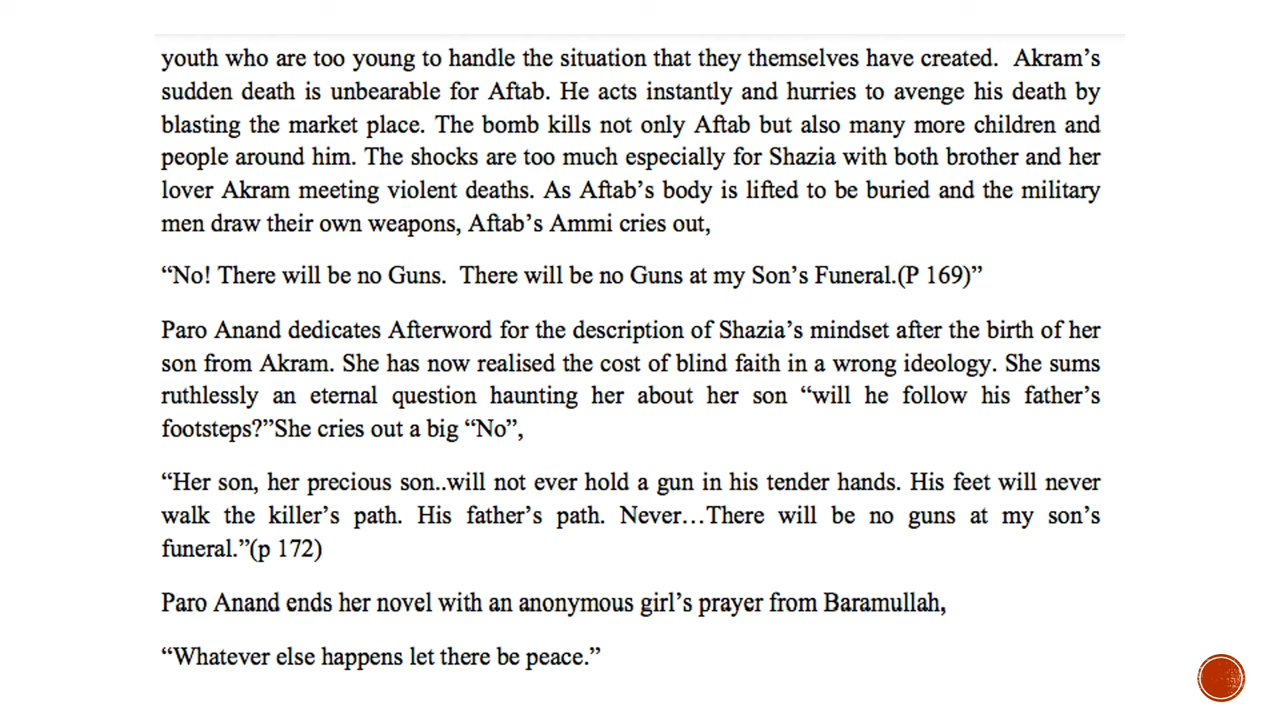 youth who are too young to handle the situation that they themselves have created.  Akram’s
sudden death is unbearable for Aftab. He acts instantly and hurries to avenge his death by
blasting the market place. The bomb kills not only Aftab but also many more children and
people around him. The shocks are too much especially for Shazia with both brother and her
lover Akram meeting violent deaths. As Aftab’s body is lifted to be buried and the military
men draw their own weapons, Aftab’s Ammi cries out,
“No! There will be no Guns.  There will be no Guns at my Son’s Funeral.(P 169)”
Paro Anand dedicates Afterword for the description of Shazia’s mindset after the birth of her
son from Akram. She has now realised the cost of blind faith in a wrong ideology. She sums
ruthlessly an eternal question haunting her about her son “will he follow his father’s
footsteps?”She cries out a big “No”,
“Her son, her precious son..will not ever hold a gun in his tender hands. His feet will never
walk the killer’s path. His father’s path. Never…There will be no guns at my son’s
funeral.”(p 172)
Paro Anand ends her novel with an anonymous girl’s prayer from Baramullah,
“Whatever else happens let there be peace.”